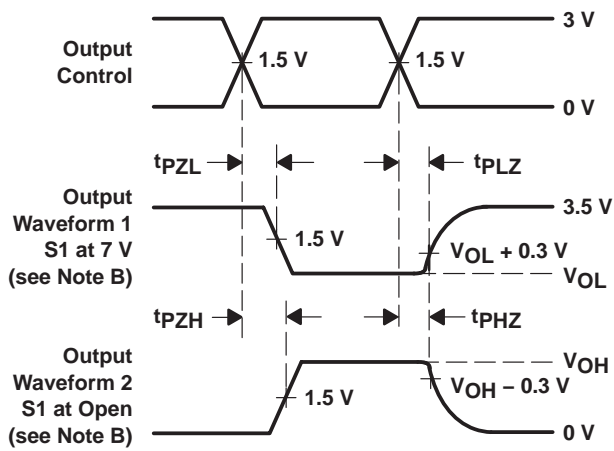 3 V
Output
Control
1.5 V
1.5 V
0 V
tPZL
tPLZ
Output
Waveform 1
S1 at 7 V
(see Note B)
3.5 V
1.5 V
VOL + 0.3 V
VOL
tPZH
tPHZ
Output
Waveform 2
S1 at Open
(see Note B)
VOH
VOH – 0.3 V
1.5 V
0 V